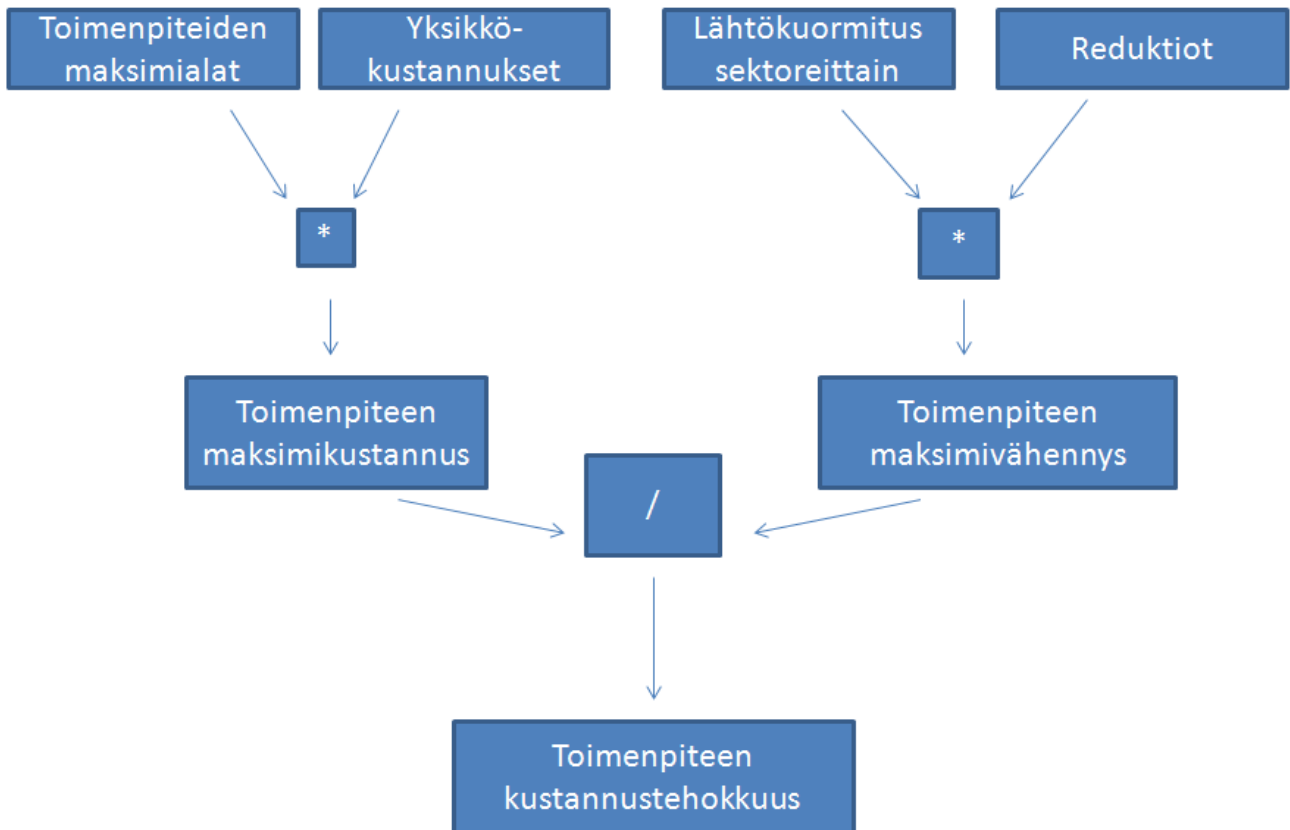 Toimenpiteiden
maksimialat
Yksikkö-
kustannukset
Lähtökuormitus
sektoreittain
Reduktiot
*
*
Toimenpiteen
maksimikustannus
/
Toimenpiteen
maksimivähennys
Toimenpiteen
kustannustehokkuus